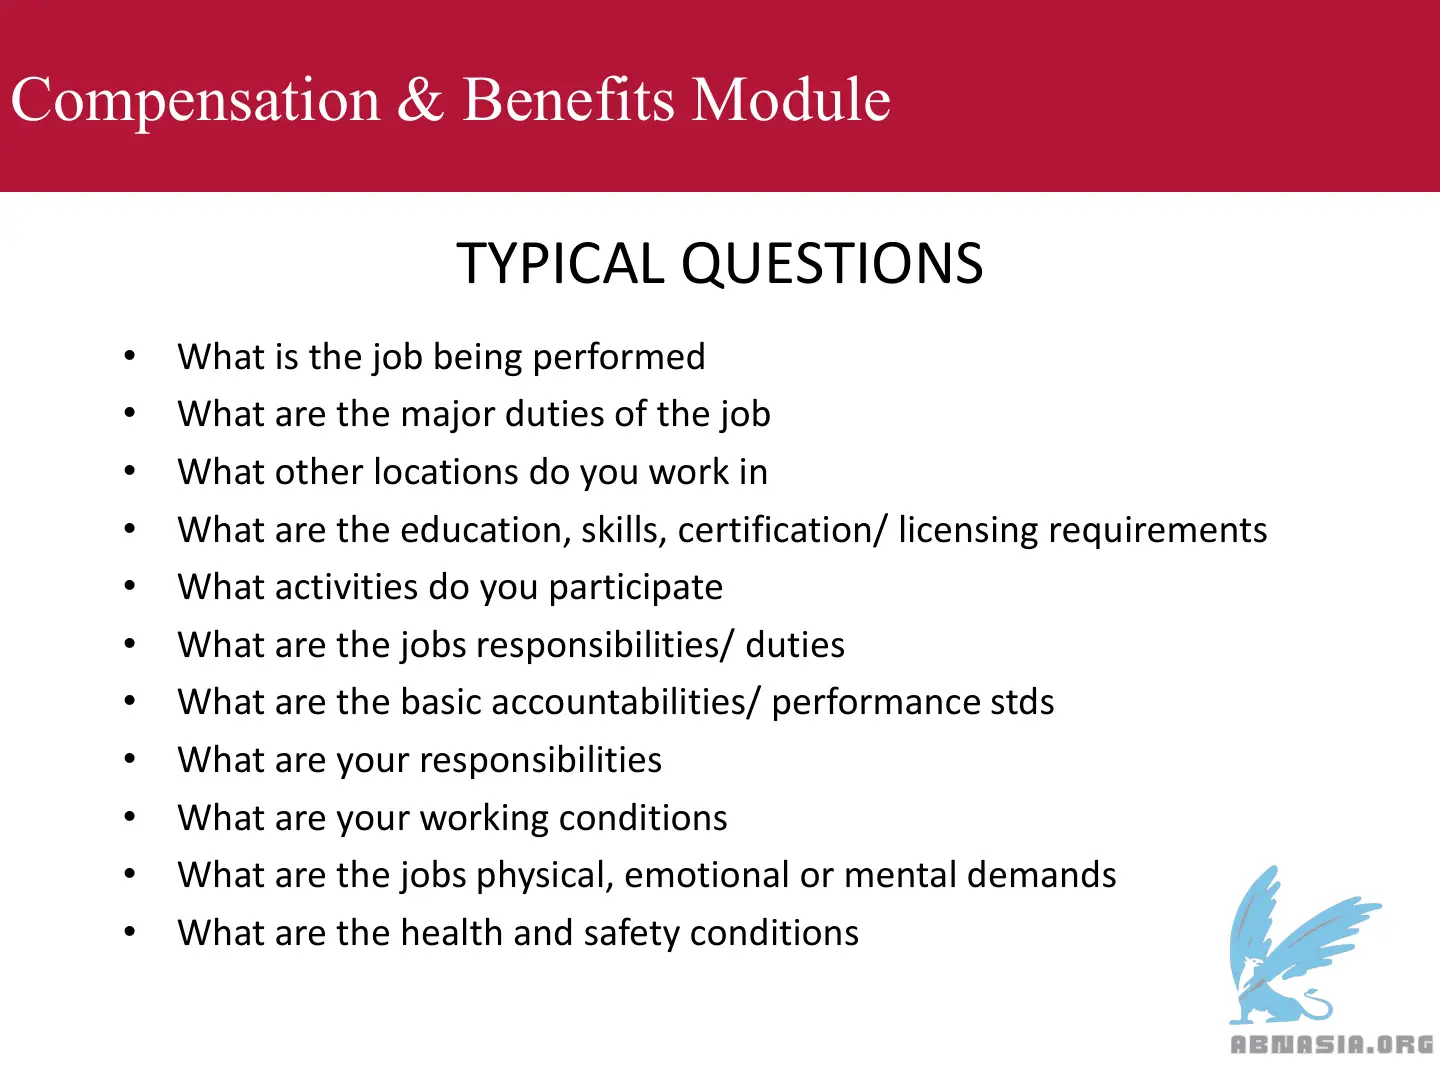 Compensation & Benefits Module
TYPICAL QUESTIONS
• What is the job being performed
• What are the major duties of the job
• What other locations do you work in
• What are the education, skills, certification/ licensing requirements
• What activities do you participate
• What are the jobs responsibilities/ duties
• What are the basic accountabilities/ performance stds
• What are your responsibilities
• What are your working conditions
• What are the jobs physical, emotional or mental demands
• What are the health and safety conditions
ABNASIA.ORG